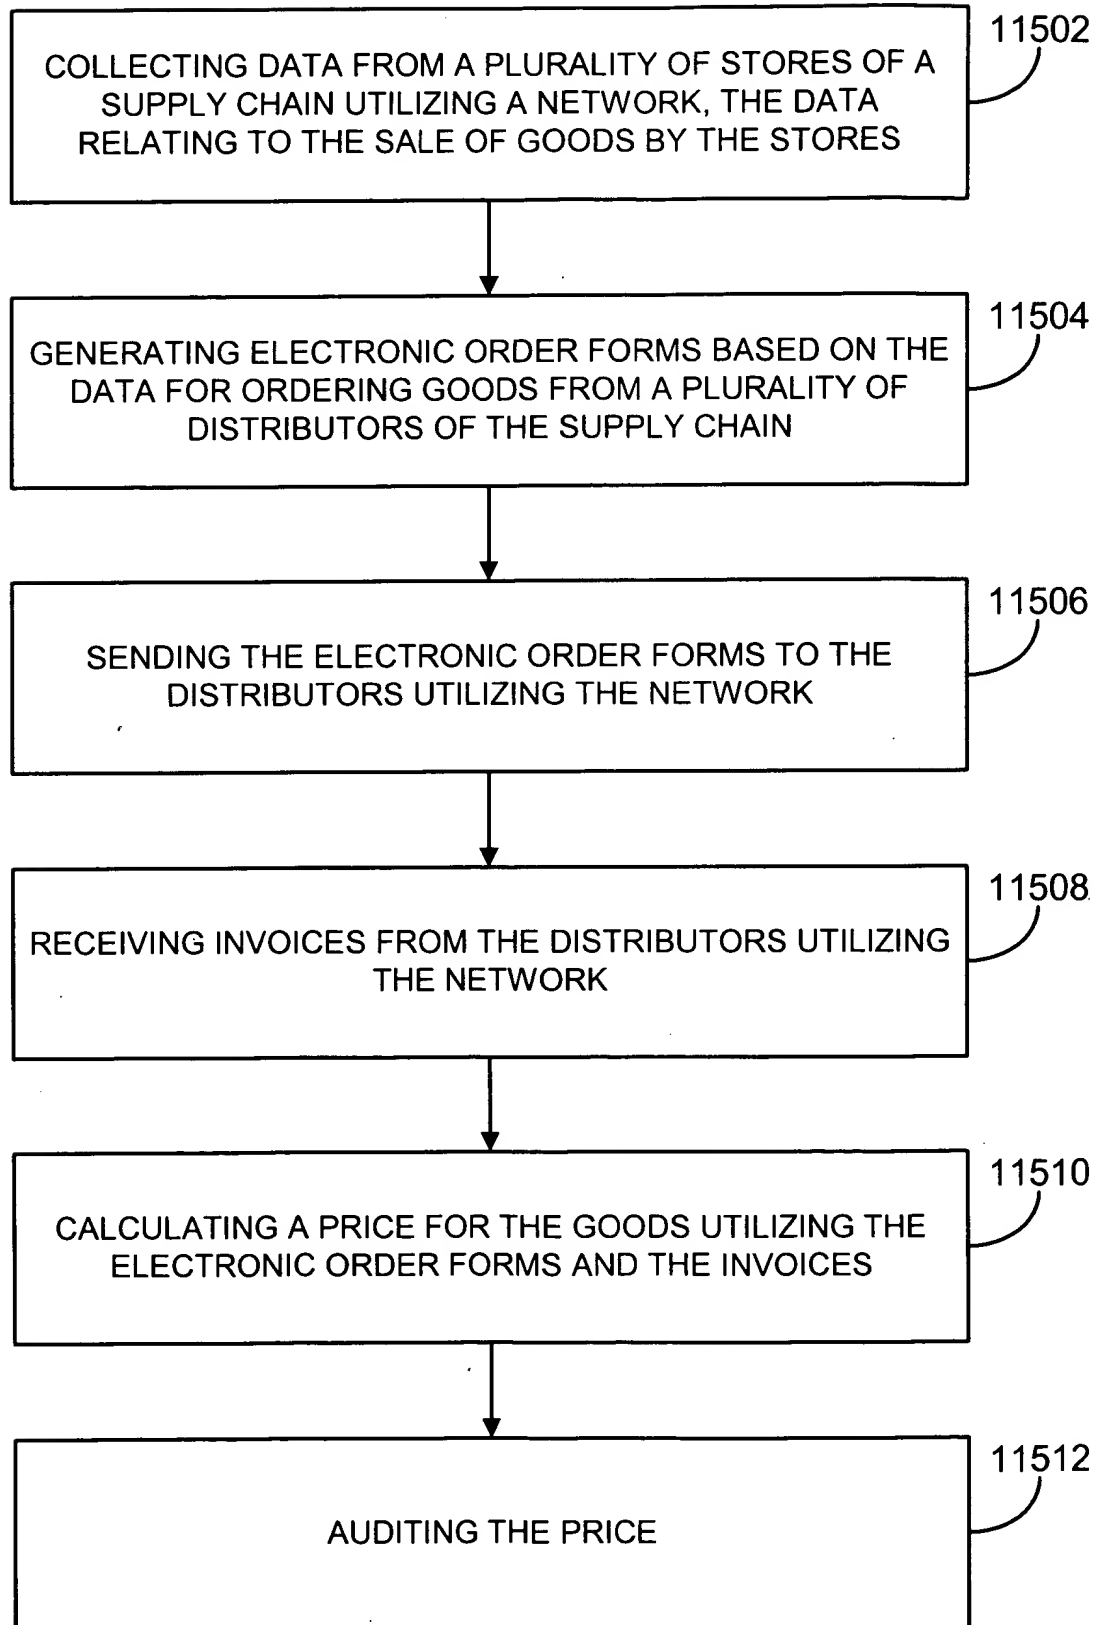 11502
COLLECTING DATA FROM A PLURALITY OF STORES OF A
SUPPLY CHAIN UTILIZING A NETWORK, THE DATA
RELATING TO THE SALE OF GOODS BY THE STORES
11504
GENERATING ELECTRONIC ORDER FORMS BASED ON THE
DATA FOR ORDERING GOODS FROM A PLURALITY OF
DISTRIBUTORS OF THE SUPPLY CHAIN
11506
SENDING THE ELECTRONIC ORDER FORMS TO THE
DISTRIBUTORS UTILIZING THE NETWORK
11508
RECEIVING INVOICES FROM THE DISTRIBUTORS UTILIZING
THE NETWORK
11510
CALCULATING A PRICE FOR THE GOODS UTILIZING THE
ELECTRONIC ORDER FORMS AND THE INVOICES
11512
AUDITING THE PRICE